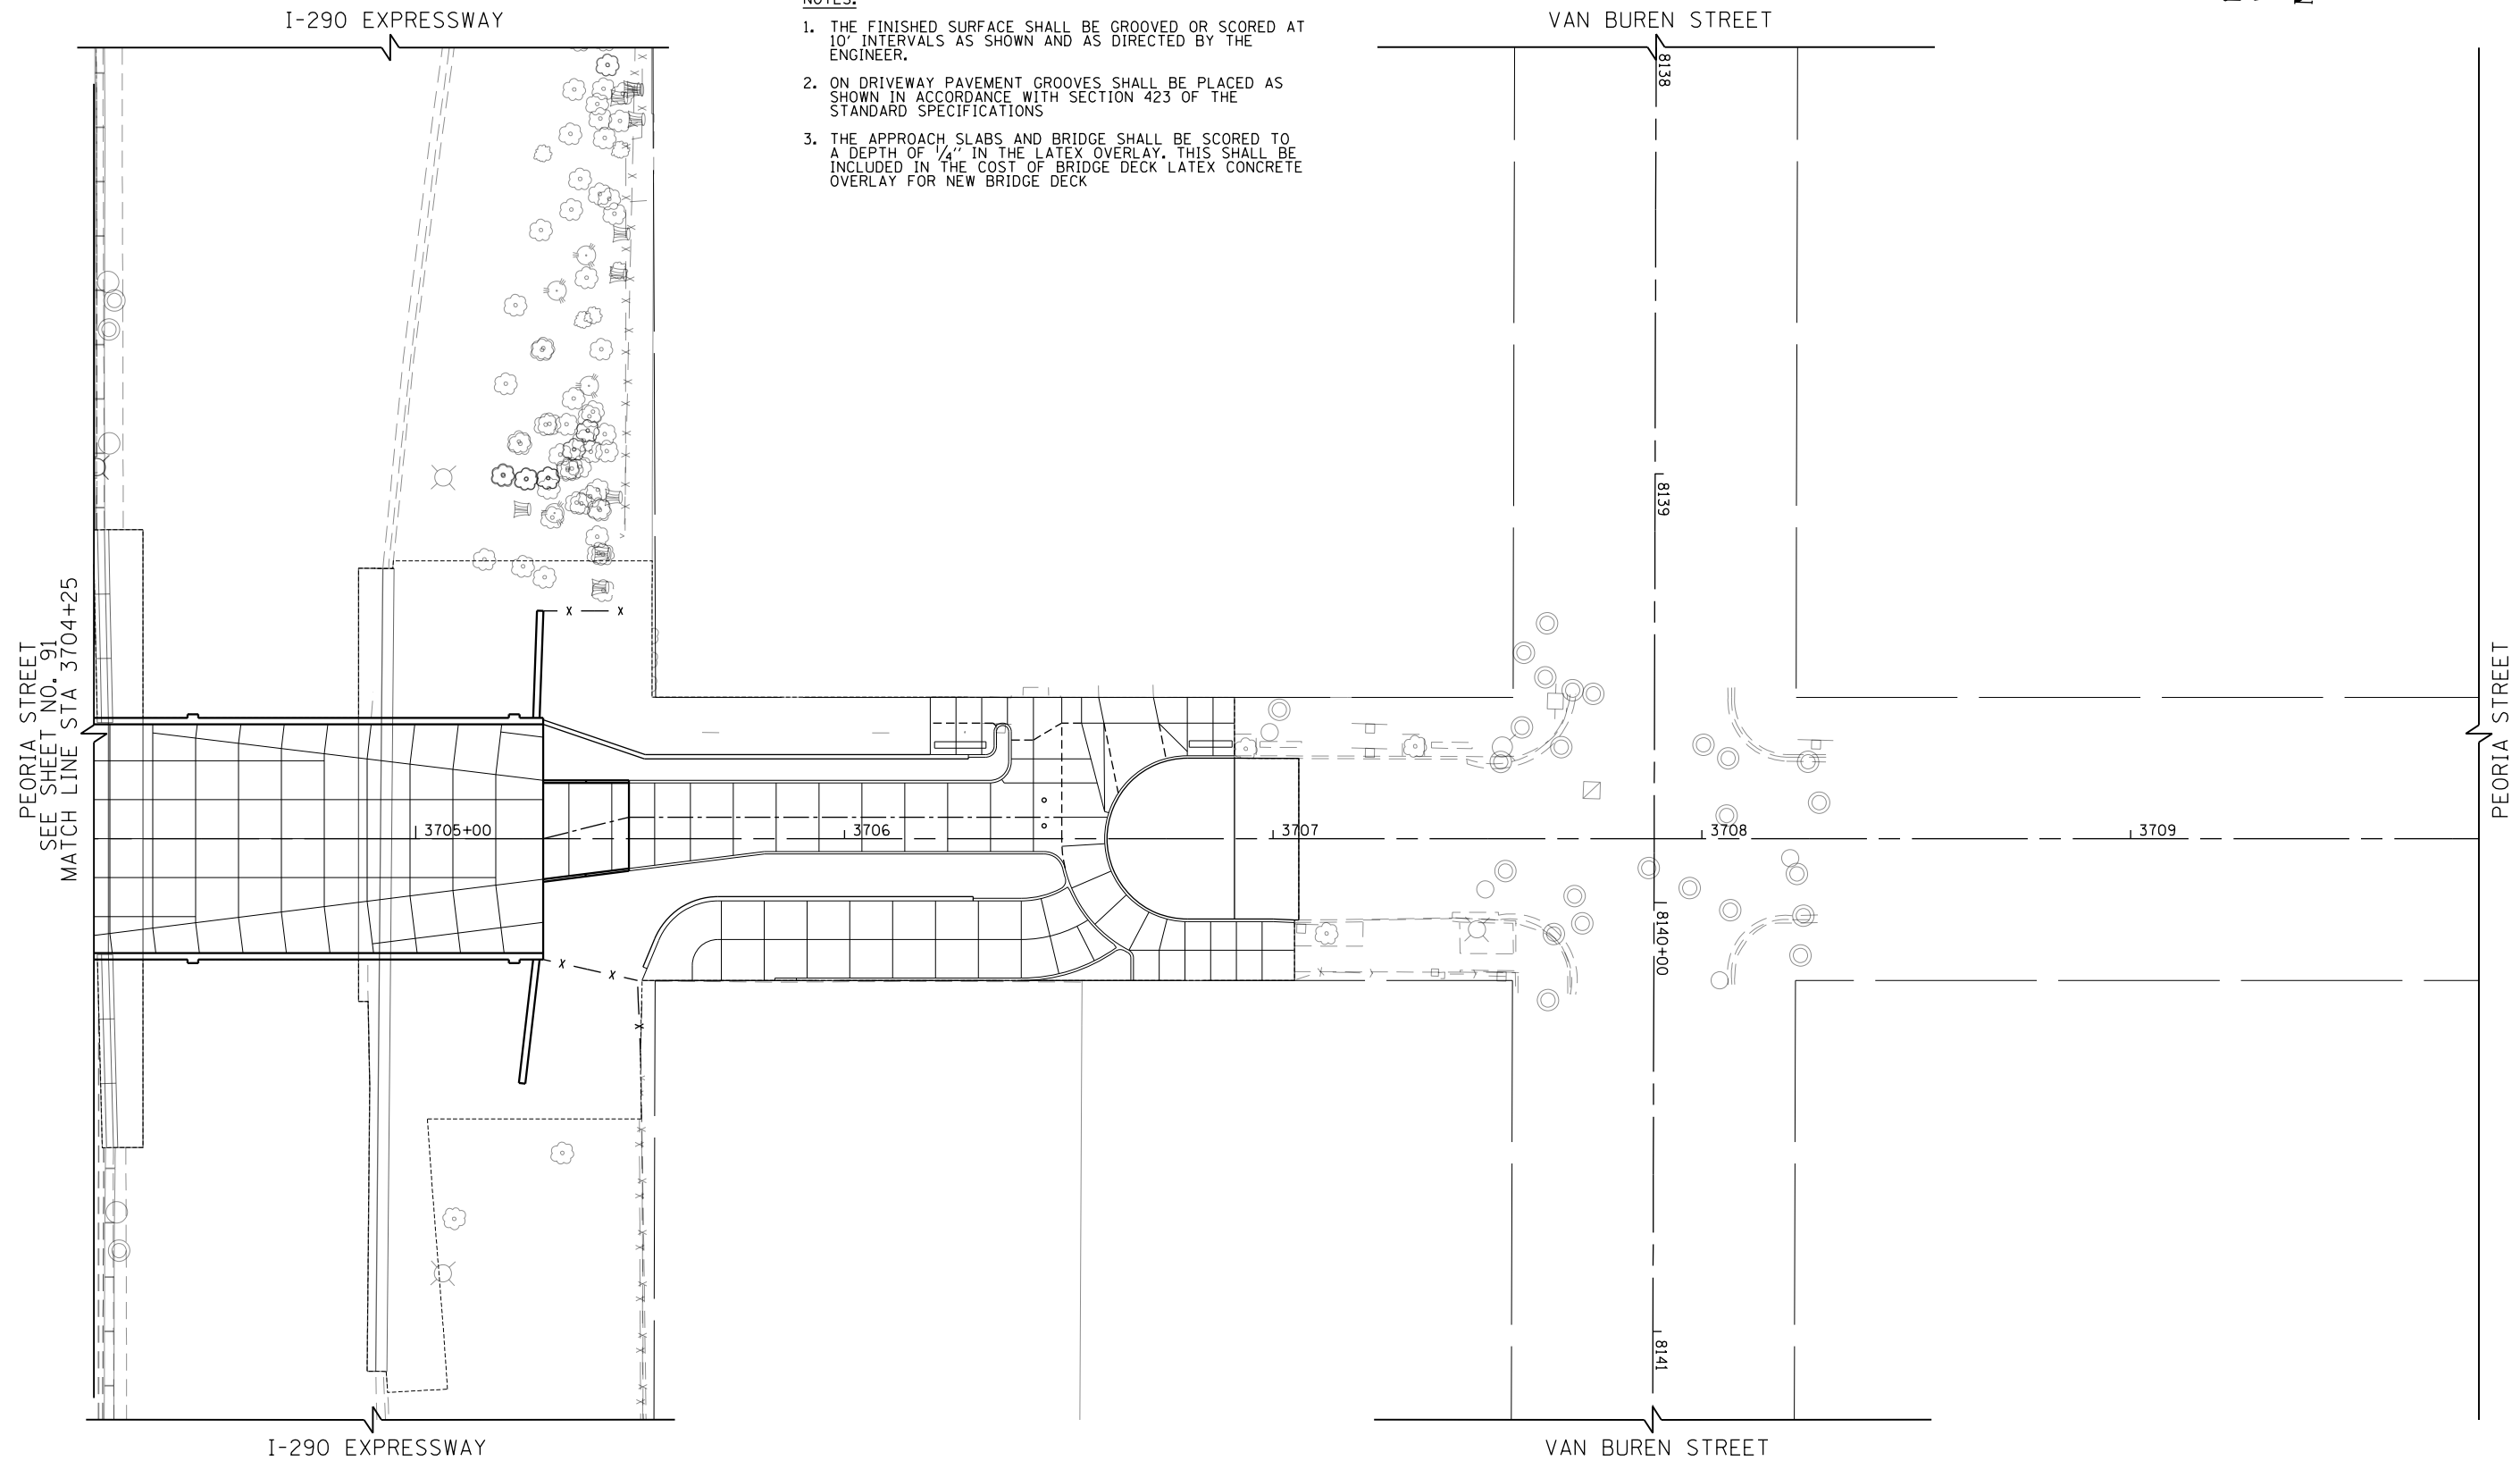 I-290 EXPRESSWAY
NOTES:
1. THE FINISHED SURFACE SHALL BE GROOVED OR SCORED AT
10' INTERVALS AS SHOWN AND AS DIRECTED BY THE
ENGINEER.
2. ON DRIVEWAY PAVEMENT GROOVES SHALL BE PLACED AS
SHOWN IN ACCORDANCE WITH SECTION 423 OF THE
STANDARD SPECIFICATIONS
3. THE APPROACH SLABS AND BRIDGE SHALL BE SCORED TO
A DEPTH OF 1/4" IN THE LATEX OVERLAY. THIS SHALL BE
INCLUDED IN THE COST OF BRIDGE DECK LATEX CONCRETE
OVERLAY FOR NEW BRIDGE DECK
VAN BUREN STREET
8138
8139
PEORIA STREET
SEE SHEET NO. 91
MATCH LINE STA 3704+25
3705+00
3706
3707
3708
3709
PEORIA STREET
8140+00
8141
I-290 EXPRESSWAY
VAN BUREN STREET